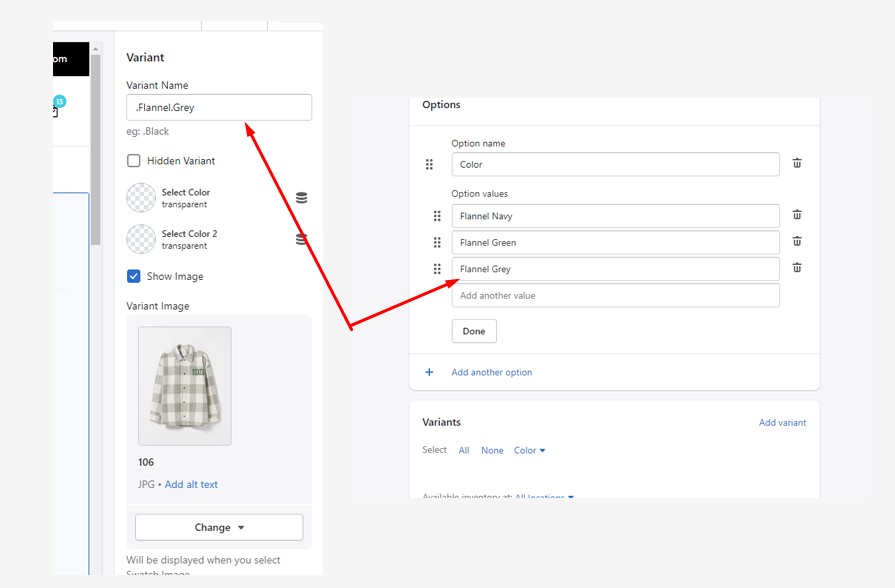 om
13
Variant
Variant Name
.Flannel.Grey
eg: .Black
Hidden Variant
Select Color
transparent
Select Color 2
transparent
Show Image
Variant Image
106
JPG • Add alt text
Change
Will be displayed when you select
Swatch Image
Options
Option name
Color
Option values
Flannel Navy
Flannel Green
Flannel Grey
Add another value
Done
Add another option
Variants
Add variant
Select All None Color
Available inventory at: All locations